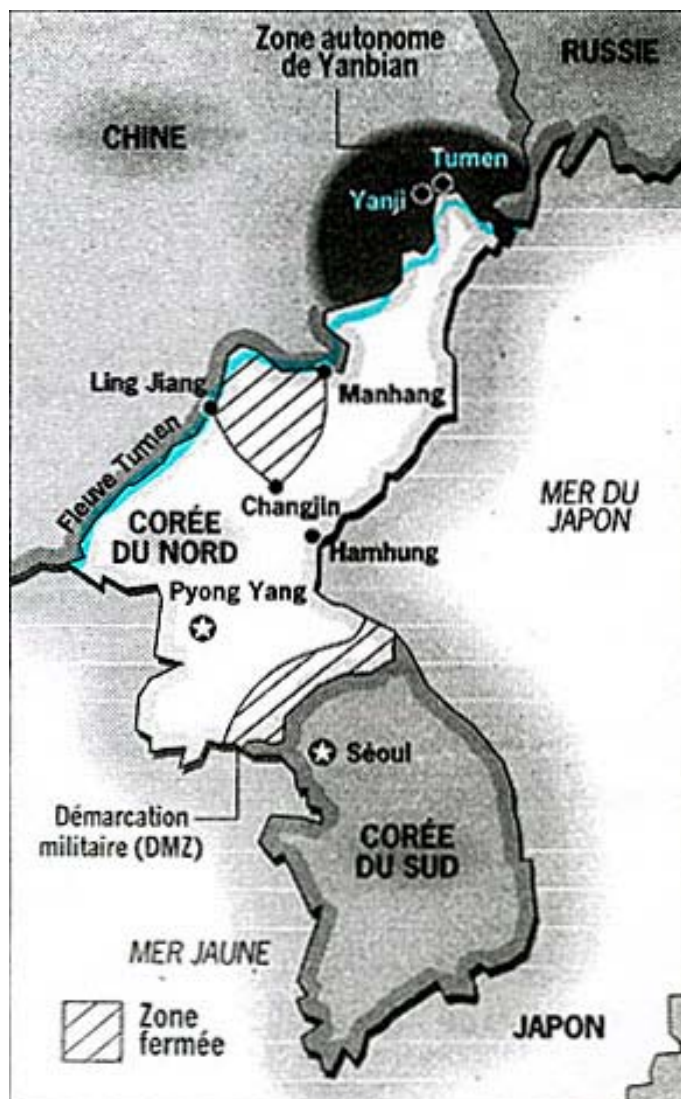 Zone autonome
de Yanbian
RUSSIE
CHINE
Tumen
Yanji
Ling Jiang
Manhang
Fleuve Tumen
Changjin
MER DU
JAPON
CORÉE
DU NORD
Hamhung
Pyong Yang
Séoul
Démarcation
militaire (DMZ)
CORÉE
DU SUD
MER JAUNE
Zone
fermée
JAPON